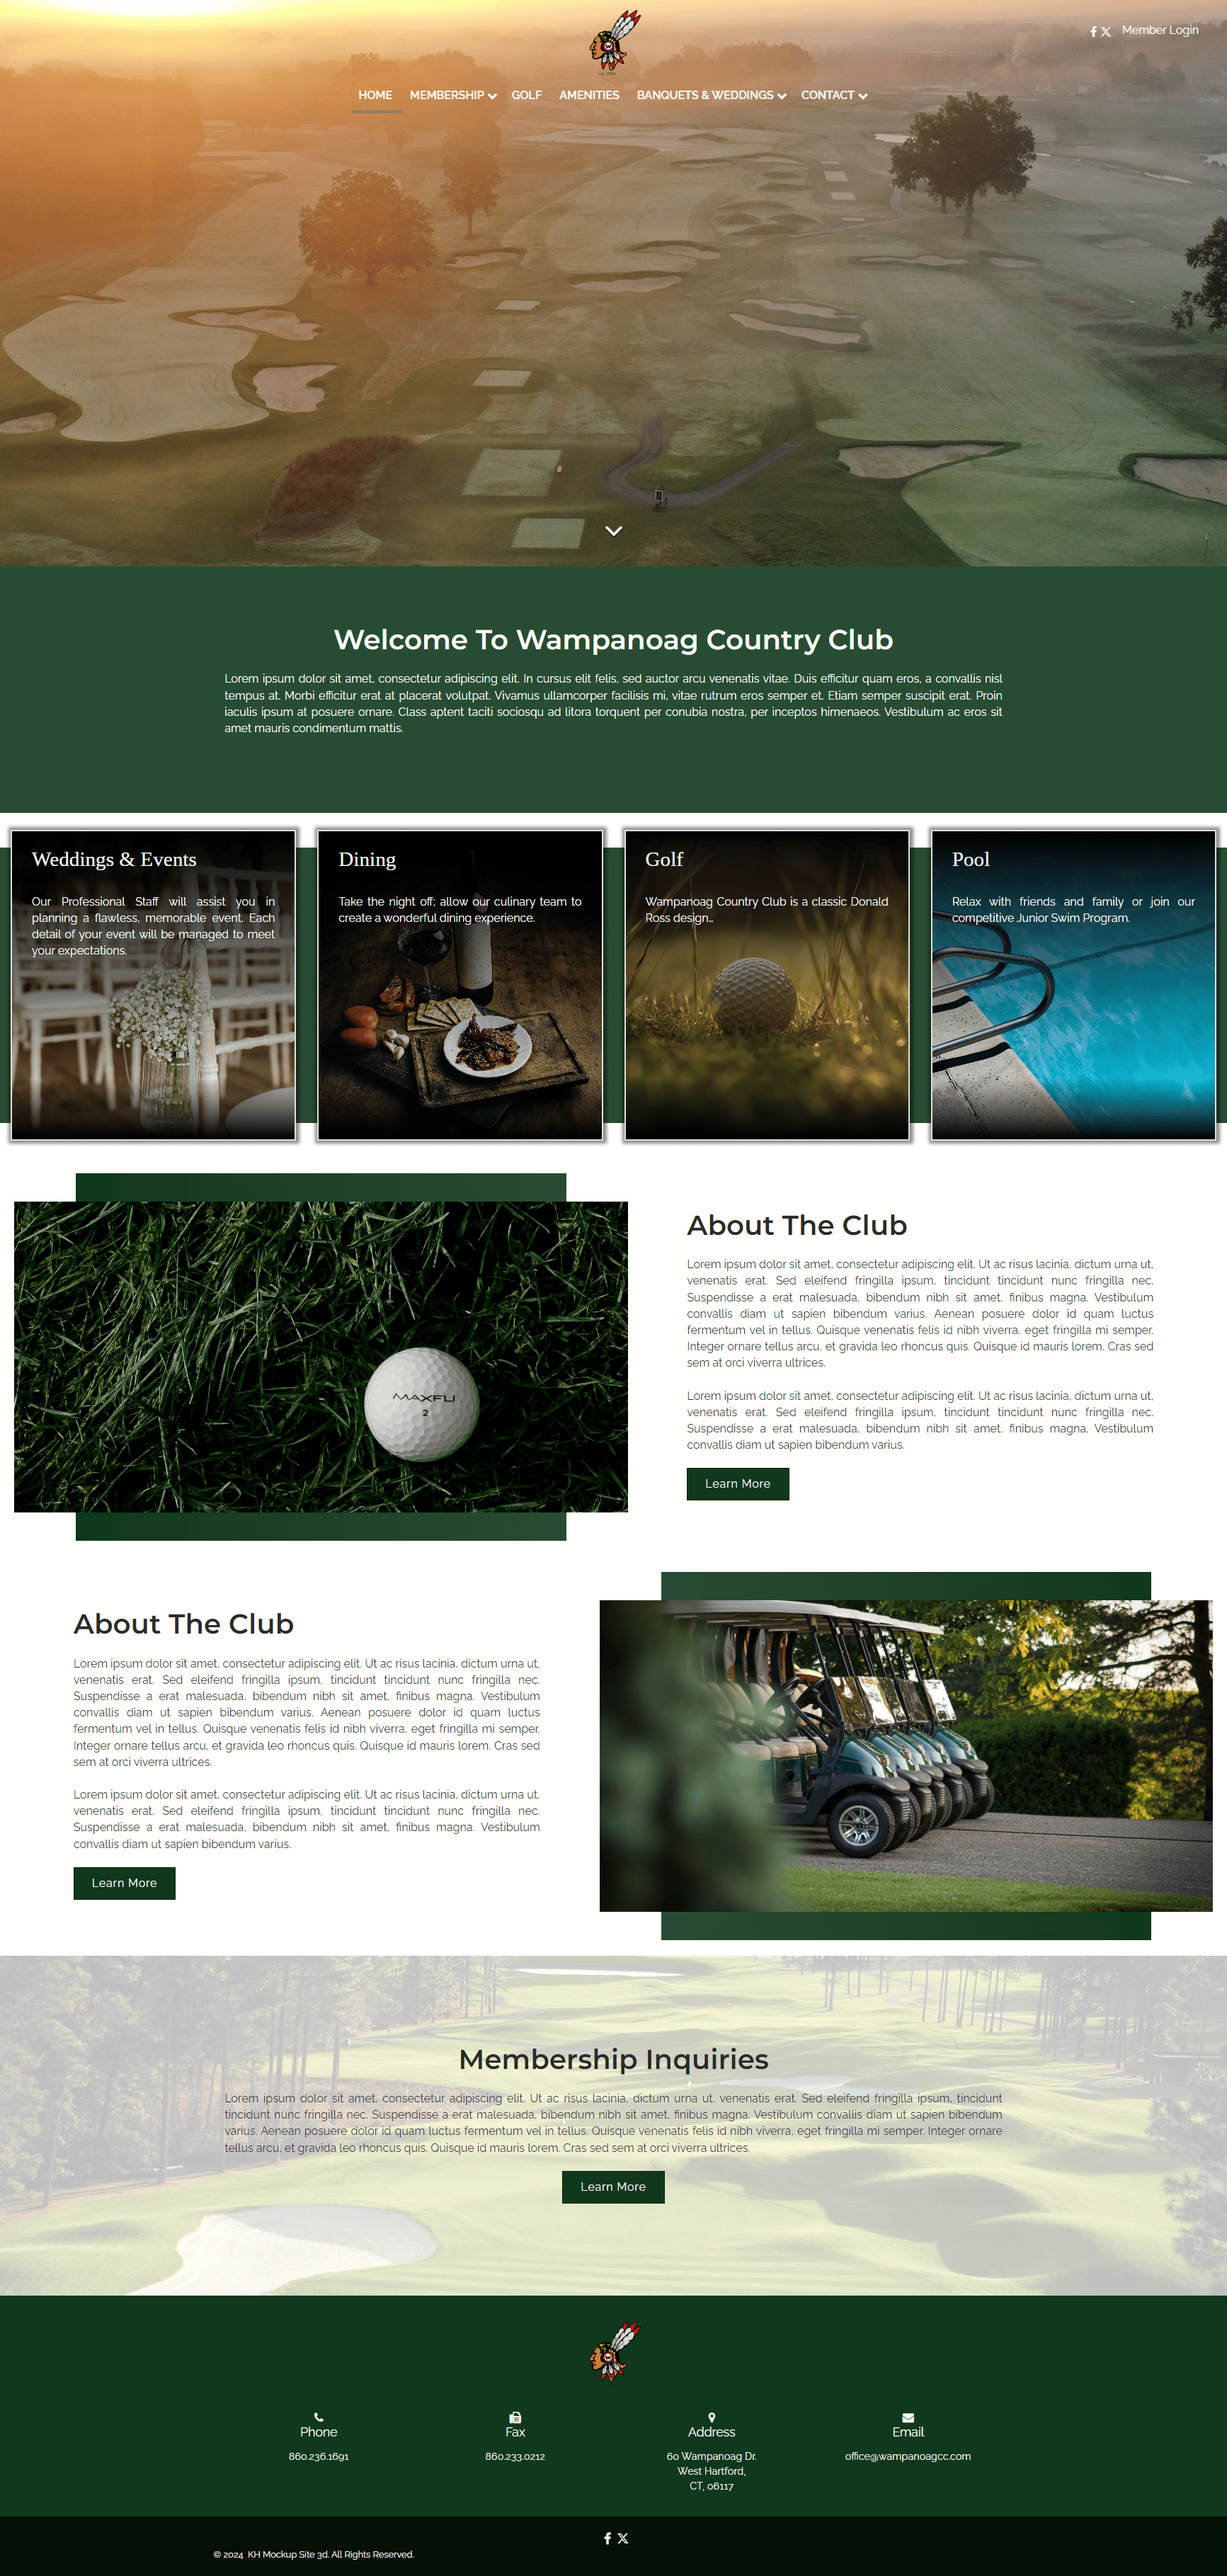 Member Login
HOME MEMBERSHIP GOLF AMENITIES BANQUETS & WEDDINGS CONTACT
Welcome To Wampanoag Country Club
Lorem ipsum dolor sit amet, consectetur adipiscing elit. In cursus elit felis, sed auctor arcu venenatis vitae. Duis efficitur quam eros, a convallis nisl
tempus at. Morbi efficitur erat at placerat volutpat. Vivamus ullamcorper facilisis mi, vitae rutrum eros semper et. Etiam semper suscipit erat. Proin
iaculis ipsum at posuere ornare. Class aptent taciti sociosqu ad litora torquent per conubia nostra, per inceptos himenaeos. Vestibulum ac eros sit
amet mauris condimentum mattis.
Weddings & Events
Our Professional Staff will assist you in
planning a flawless, memorable event. Each
detail of your event will be managed to meet
your expectations.
Dining
Take the night off; allow our culinary team to
create a wonderful dining experience.
Golf
Wampanoag Country Club is a classic Donald
Ross design...
Pool
Relax with friends and family or join our
competitive Junior Swim Program.
MAXFLI
2
About The Club
Lorem ipsum dolor sit amet, consectetur adipiscing elit. Ut ac risus lacinia, dictum urna ut,
venenatis erat. Sed eleifend fringilla ipsum, tincidunt tincidunt nunc fringilla nec.
Suspendisse a erat malesuada, bibendum nibh sit amet, finibus magna. Vestibulum
convallis diam ut sapien bibendum varius. Aenean posuere dolor id quam luctus
fermentum vel in tellus. Quisque venenatis felis id nibh viverra, eget fringilla mi semper.
Integer ornare tellus arcu, et gravida leo rhoncus quis. Quisque id mauris lorem. Cras sed
sem at orci viverra ultrices.
Lorem ipsum dolor sit amet, consectetur adipiscing elit. Ut ac risus lacinia, dictum urna ut,
venenatis erat. Sed eleifend fringilla ipsum, tincidunt tincidunt nunc fringilla nec.
Suspendisse a erat malesuada, bibendum nibh sit amet, finibus magna. Vestibulum
convallis diam ut sapien bibendum varius.
Learn More
About The Club
Lorem ipsum dolor sit amet, consectetur adipiscing elit. Ut ac risus lacinia, dictum urna ut,
venenatis erat. Sed eleifend fringilla ipsum, tincidunt tincidunt nunc fringilla nec.
Suspendisse a erat malesuada, bibendum nibh sit amet, finibus magna. Vestibulum
convallis diam ut sapien bibendum varius. Aenean posuere dolor id quam luctus
fermentum vel in tellus. Quisque venenatis felis id nibh viverra, eget fringilla mi semper.
Integer ornare tellus arcu, et gravida leo rhoncus quis. Quisque id mauris lorem. Cras sed
sem at orci viverra ultrices.
Lorem ipsum dolor sit amet, consectetur adipiscing elit. Ut ac risus lacinia, dictum urna ut,
venenatis erat. Sed eleifend fringilla ipsum, tincidunt tincidunt nunc fringilla nec.
Suspendisse a erat malesuada, bibendum nibh sit amet, finibus magna. Vestibulum
convallis diam ut sapien bibendum varius.
Learn More
Membership Inquiries
Lorem ipsum dolor sit amet, consectetur adipiscing elit. Ut ac risus lacinia, dictum urna ut, venenatis erat. Sed eleifend fringilla ipsum, tincidunt
tincidunt nunc fringilla nec. Suspendisse a erat malesuada, bibendum nibh sit amet, finibus magna. Vestibulum convallis diam ut sapien bibendum
varius. Aenean posuere dolor id quam luctus fermentum vel in tellus. Quisque venenatis felis id nibh viverra, eget fringilla mi semper. Integer ornare
tellus arcu, et gravida leo rhoncus quis. Quisque id mauris lorem. Cras sed sem at orci viverra ultrices.
Learn More
Phone
860.236.1691
Fax
860.233.0212
Address
60 Wampanoag Dr.
West Hartford,
CT, 06117
Email
office@wampanoagcc.com
© 2024 KH Mockup Site 3d. All Rights Reserved.